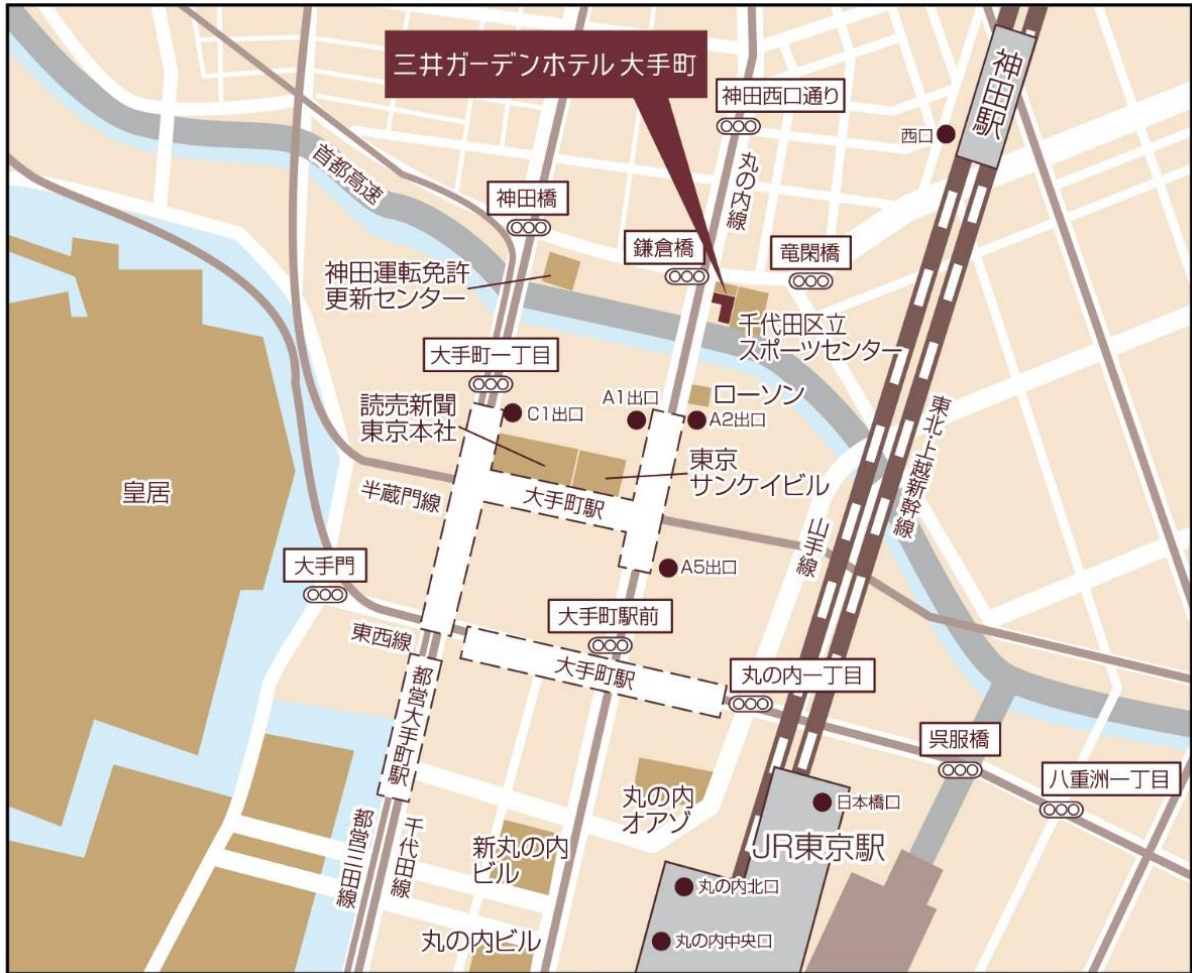 三井ガーデンホテル 大手町
神田駅
神田西口通り
西口
首都高速
丸の内線
神田橋
鎌倉橋
竜閑橋
神田運転免許
更新センター
千代田区立
スポーツセンター
大手町一丁目
読売新聞
東京本社
C1出口
A1出口
ローソン
A2出口
東京
サンケイビル
東北・上越新幹線
皇居
半蔵門線
大手町駅
山手線
大手門
A5出口
大手町駅前
東西線
大手町駅
丸の内一丁目
都営大手町駅
呉服橋
八重洲一丁目
丸の内
オアゾ
日本橋口
JR東京駅
都営三田線
千代田線
新丸の内
ビル
丸の内北口
丸の内ビル
丸の内中央口